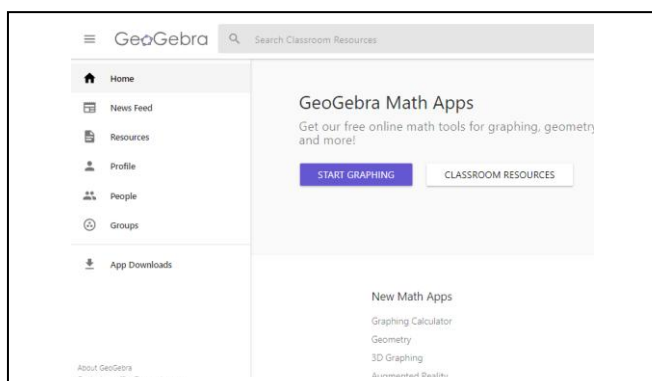 GeoGebra
Search Classroom Resources
Home
News Feed
Resources
Profile
People
Groups
App Downloads
About GeoGebra
GeoGebra Math Apps
Get our free online math tools for graphing, geometry
and more!
START GRAPHING
CLASSROOM RESOURCES
New Math Apps
Graphing Calculator
Geometry
3D Graphing
Augmented Reality